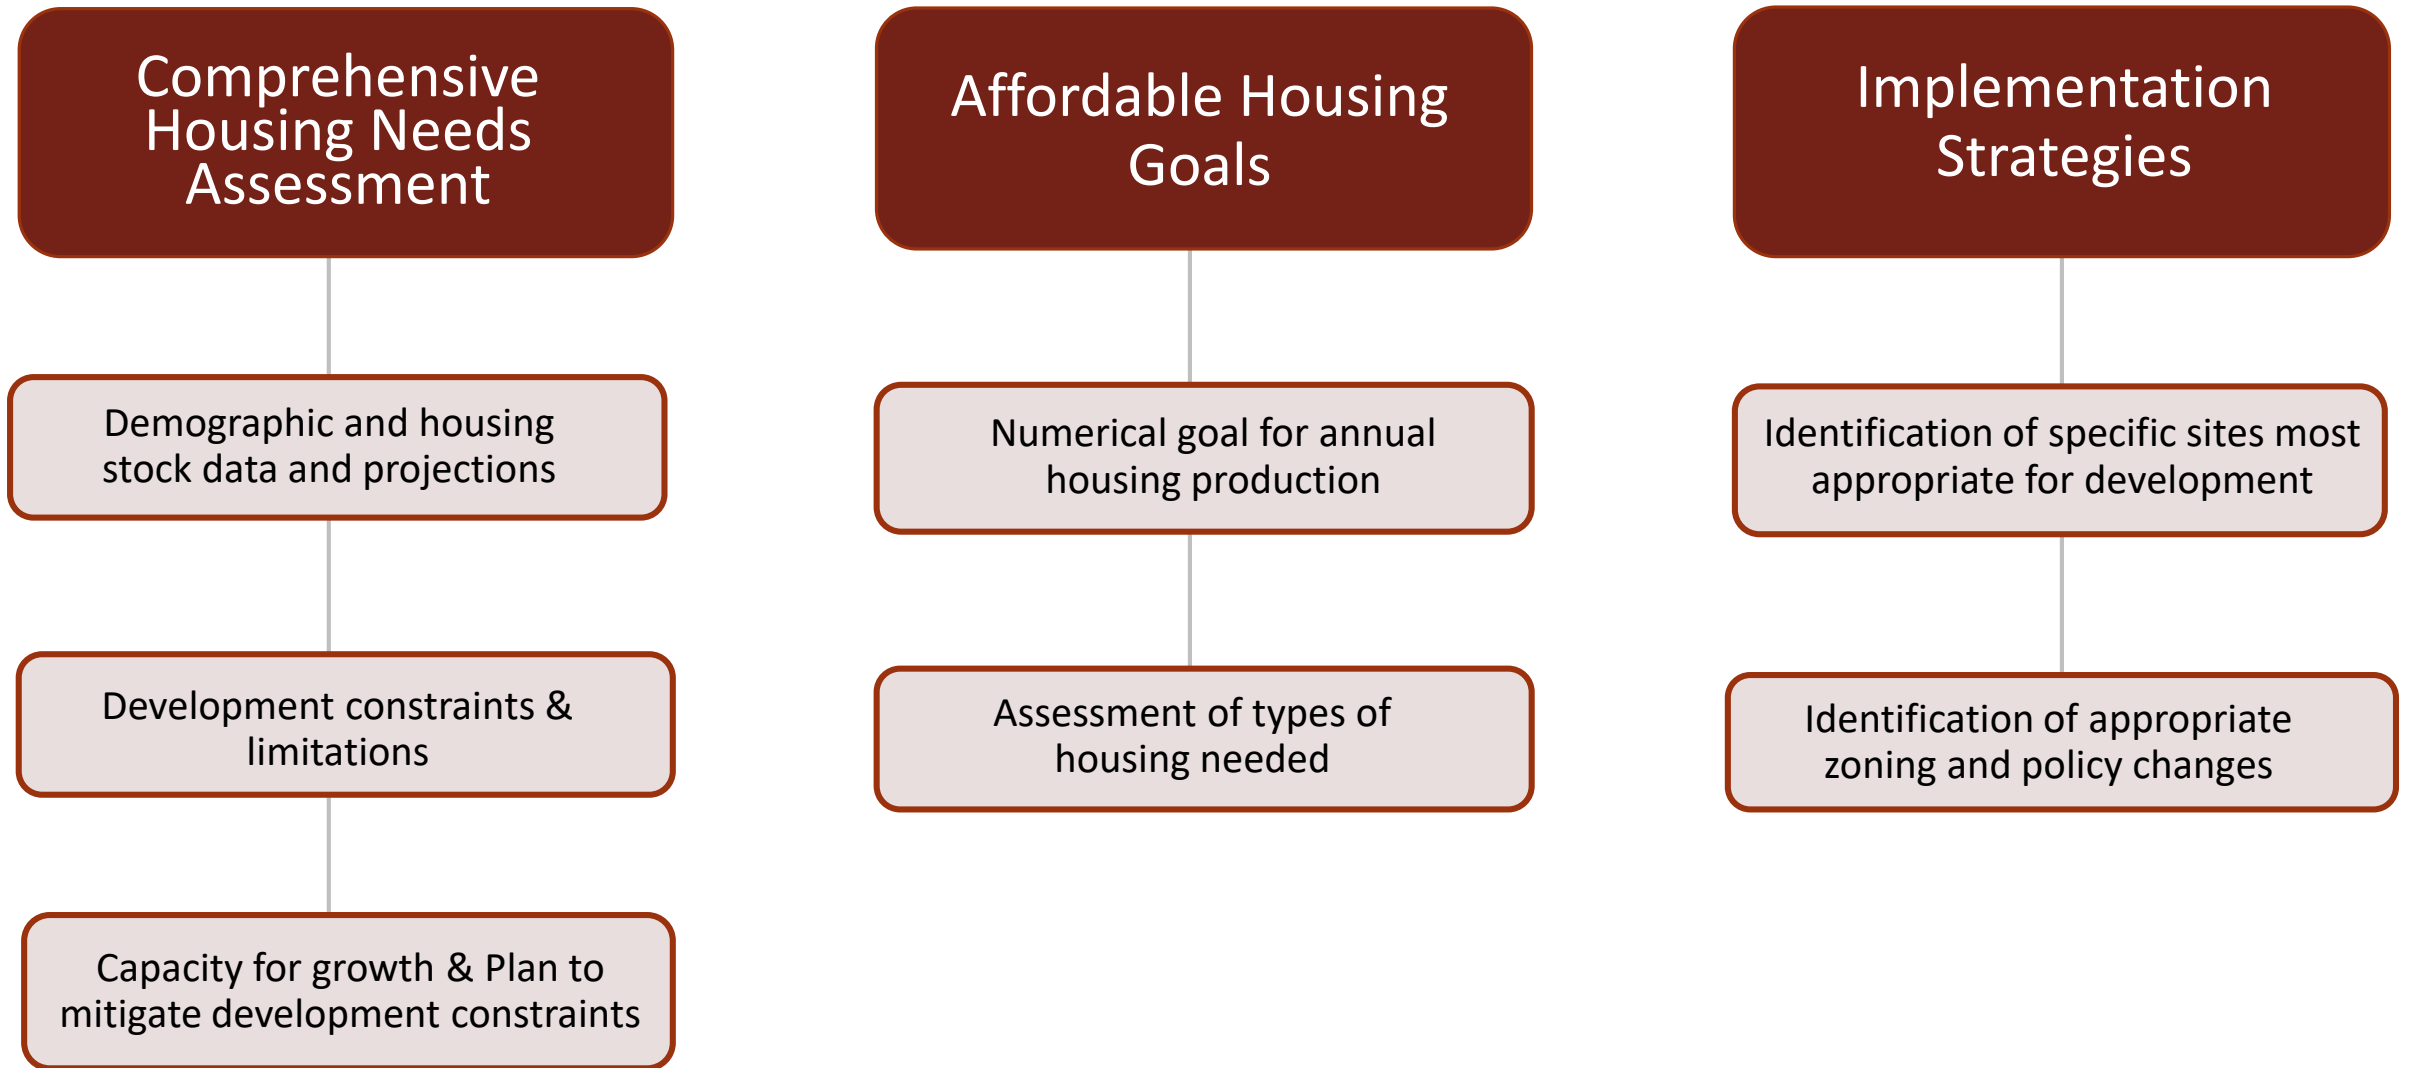 Comprehensive
Housing Needs
Assessment
Demographic and housing
stock data and projections
Development constraints &
limitations
Capacity for growth & Plan to
mitigate development constraints
Affordable Housing
Goals
Numerical goal for annual
housing production
Assessment of types of
housing needed
Implementation
Strategies
Identification of specific sites most
appropriate for development
Identification of appropriate
zoning and policy changes